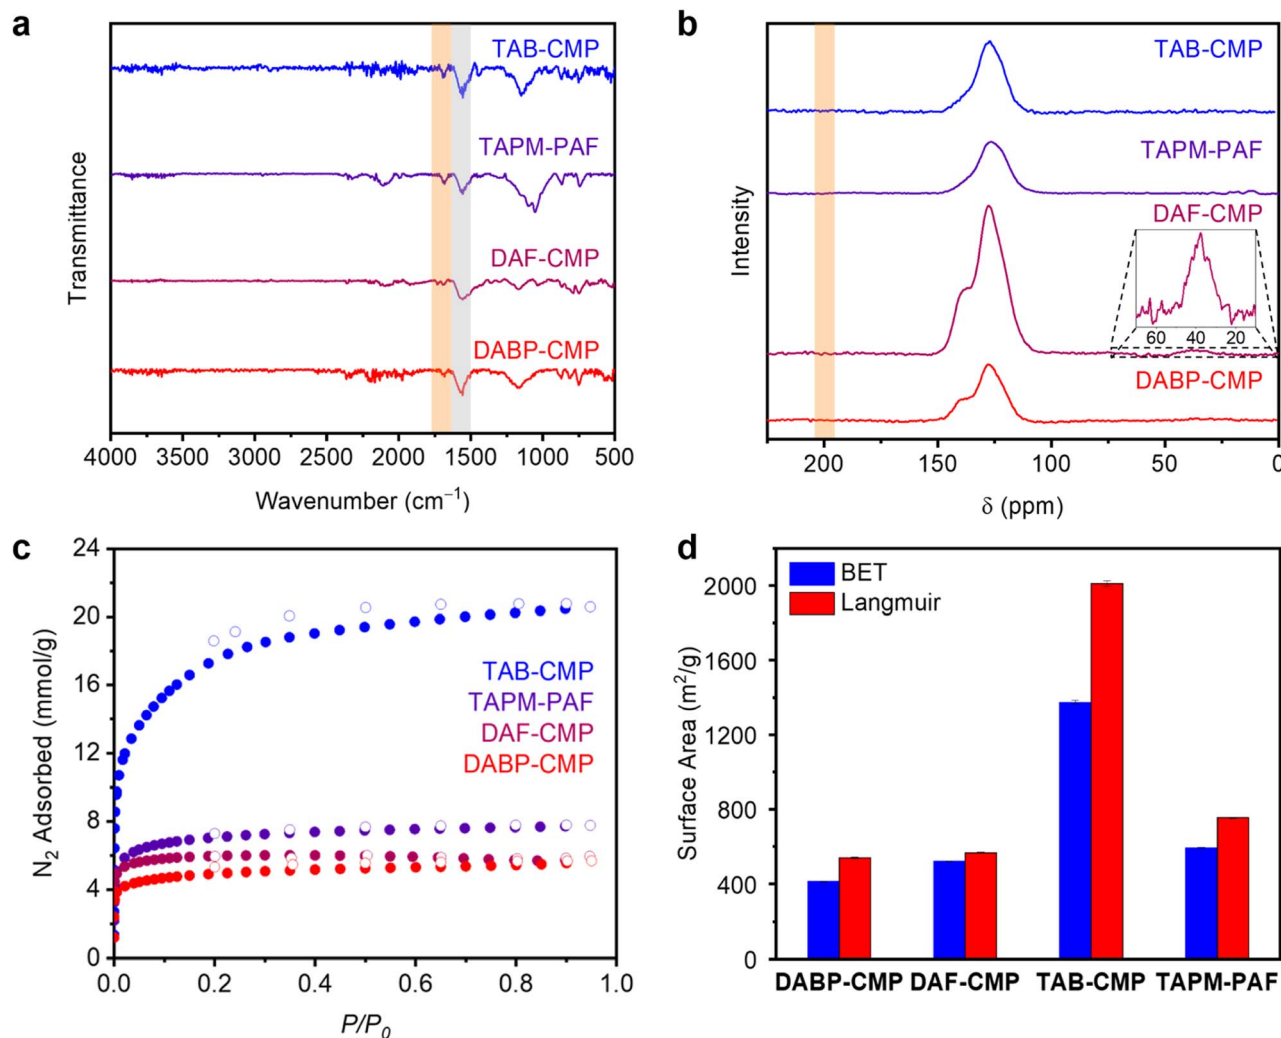 a
TAB-CMP
TAPM-PAF
DAF-CMP
DABP-CMP
Transmittance
4000 3500 3000 2500 2000 1500 1000 500
Wavenumber (cm⁻¹)
b
TAB-CMP
TAPM-PAF
DAF-CMP
60 40 20
DABP-CMP
Intensity
200 150 100 50 0
δ (ppm)
c
24
20
16
12
8
4
0
N₂ Adsorbed (mmol/g)
TAB-CMP
TAPM-PAF
DAF-CMP
DABP-CMP
0.0 0.2 0.4 0.6 0.8 1.0
P/P₀
d
BET
Langmuir
2000
1600
1200
800
400
0
Surface Area (m²/g)
DABP-CMP DAF-CMP TAB-CMP TAPM-PAF